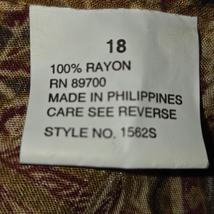 18
100% RAYON
RN 89700
MADE IN PHILIPPINES
CARE SEE REVERSE
STYLE NO. 1562S